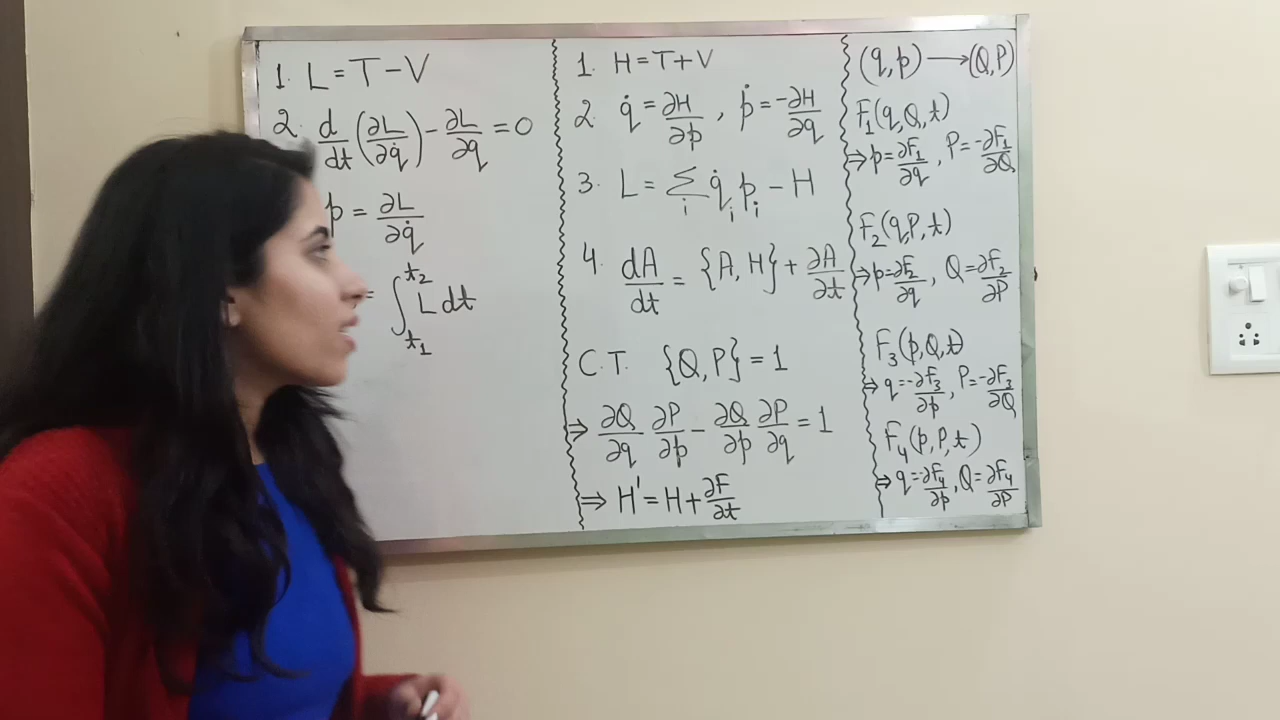 1. L = T − V
2. d/dt (∂L/∂q̇) − ∂L/∂q = 0
p = ∂L/∂q̇
= ∫_{t₁}^{t₂} L dt
1. H = T + V
2. q̇ = ∂H/∂p , ṗ = −∂H/∂q
3. L = Σ_i q̇_i p_i − H
4. dA/dt = {A, H} + ∂A/∂t
C.T. {Q, P} = 1
⇒ ∂Q/∂q ∂P/∂p − ∂Q/∂p ∂P/∂q = 1
⇒ H' = H + ∂F/∂t
(q, p) → (Q, P)
F₁(q, Q, t)
⇒ p = ∂F₁/∂q , P = −∂F₁/∂Q
F₂(q, P, t)
⇒ p = ∂F₂/∂q , Q = ∂F₂/∂P
F₃(p, Q, t)
⇒ q = −∂F₃/∂p , P = −∂F₃/∂Q
F₄(p, P, t)
⇒ q = −∂F₄/∂p , Q = ∂F₄/∂P